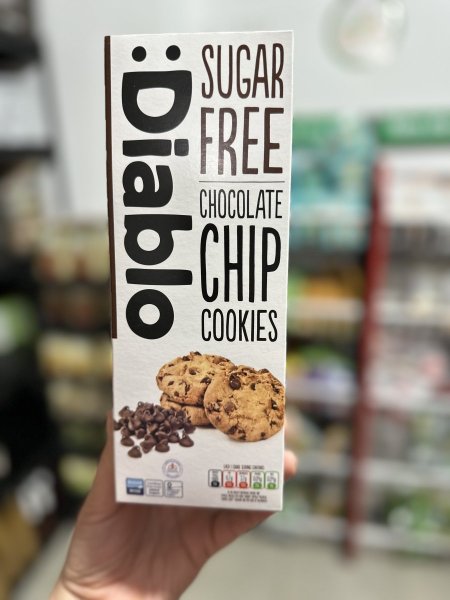 :Diablo
SUGAR
FREE
CHOCOLATE
CHIP
COOKIES